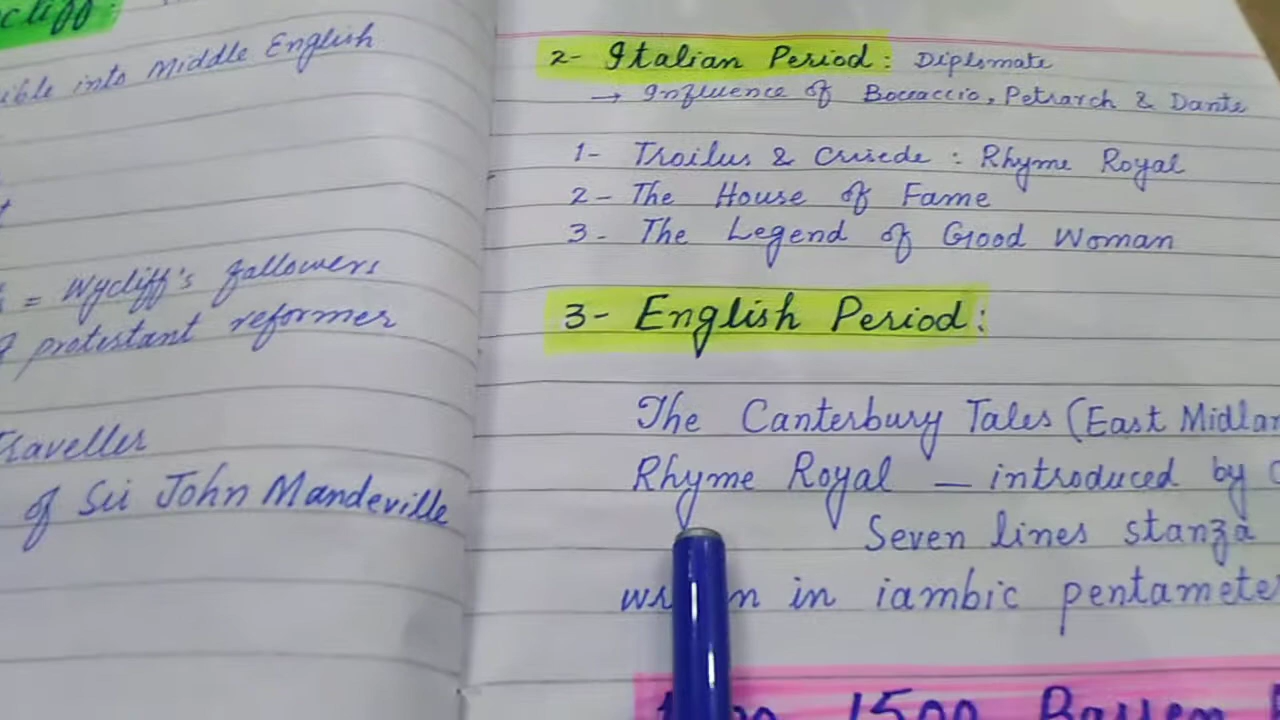 cliff:
ible into Middle English
= Wycliff's followers
protestant reformer
Traveller
of Sir John Mandeville
2- Italian Period: Diplomate
→ Influence of Boccaccio, Petrarch & Dante
1- Troilus & Crisede : Rhyme Royal
2- The House of Fame
3- The Legend of Good Woman
3- English Period:
The Canterbury Tales (East Midlan
Rhyme Royal — introduced by
Seven lines stanza
in iambic pentamete
1500 Barren